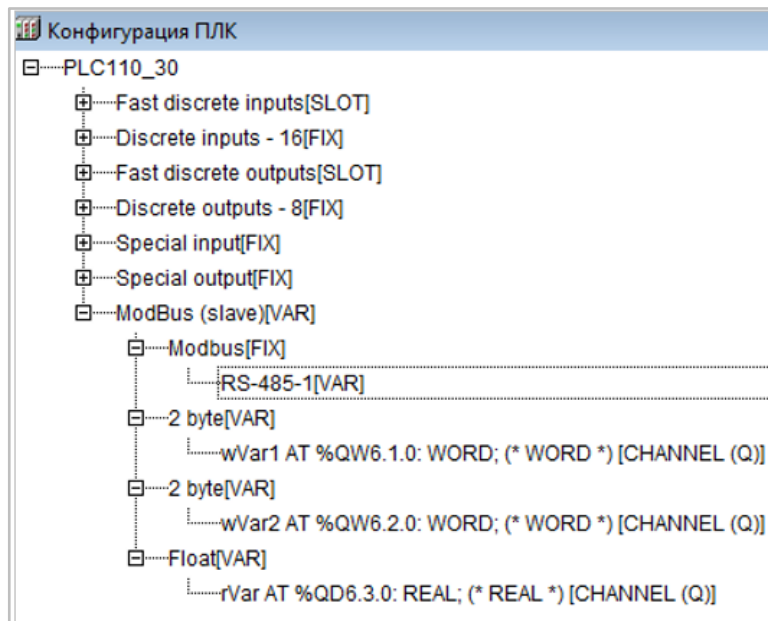 Конфигурация ПЛК
PLC110_30
Fast discrete inputs[SLOT]
Discrete inputs - 16[FIX]
Fast discrete outputs[SLOT]
Discrete outputs - 8[FIX]
Special input[FIX]
Special output[FIX]
ModBus (slave)[VAR]
Modbus[FIX]
RS-485-1[VAR]
2 byte[VAR]
wVar1 AT %QW6.1.0: WORD; (* WORD *) [CHANNEL (Q)]
2 byte[VAR]
wVar2 AT %QW6.2.0: WORD; (* WORD *) [CHANNEL (Q)]
Float[VAR]
rVar AT %QD6.3.0: REAL; (* REAL *) [CHANNEL (Q)]